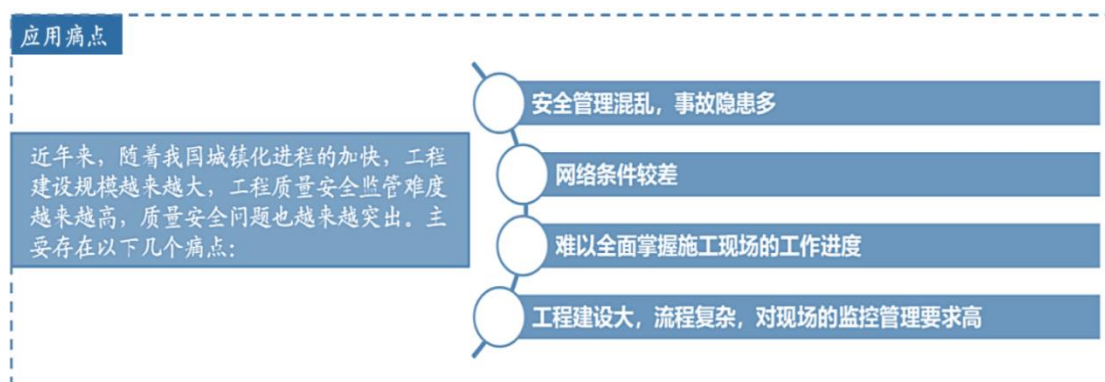 应用痛点
近年来，随着我国城镇化进程的加快，工程
建设规模越来越大，工程质量安全监管难度
越来越高，质量安全问题也越来越突出。主
要存在以下几个痛点：
安全管理混乱，事故隐患多
网络条件较差
难以全面掌握施工现场的工作进度
工程建设大，流程复杂，对现场的监控管理要求高